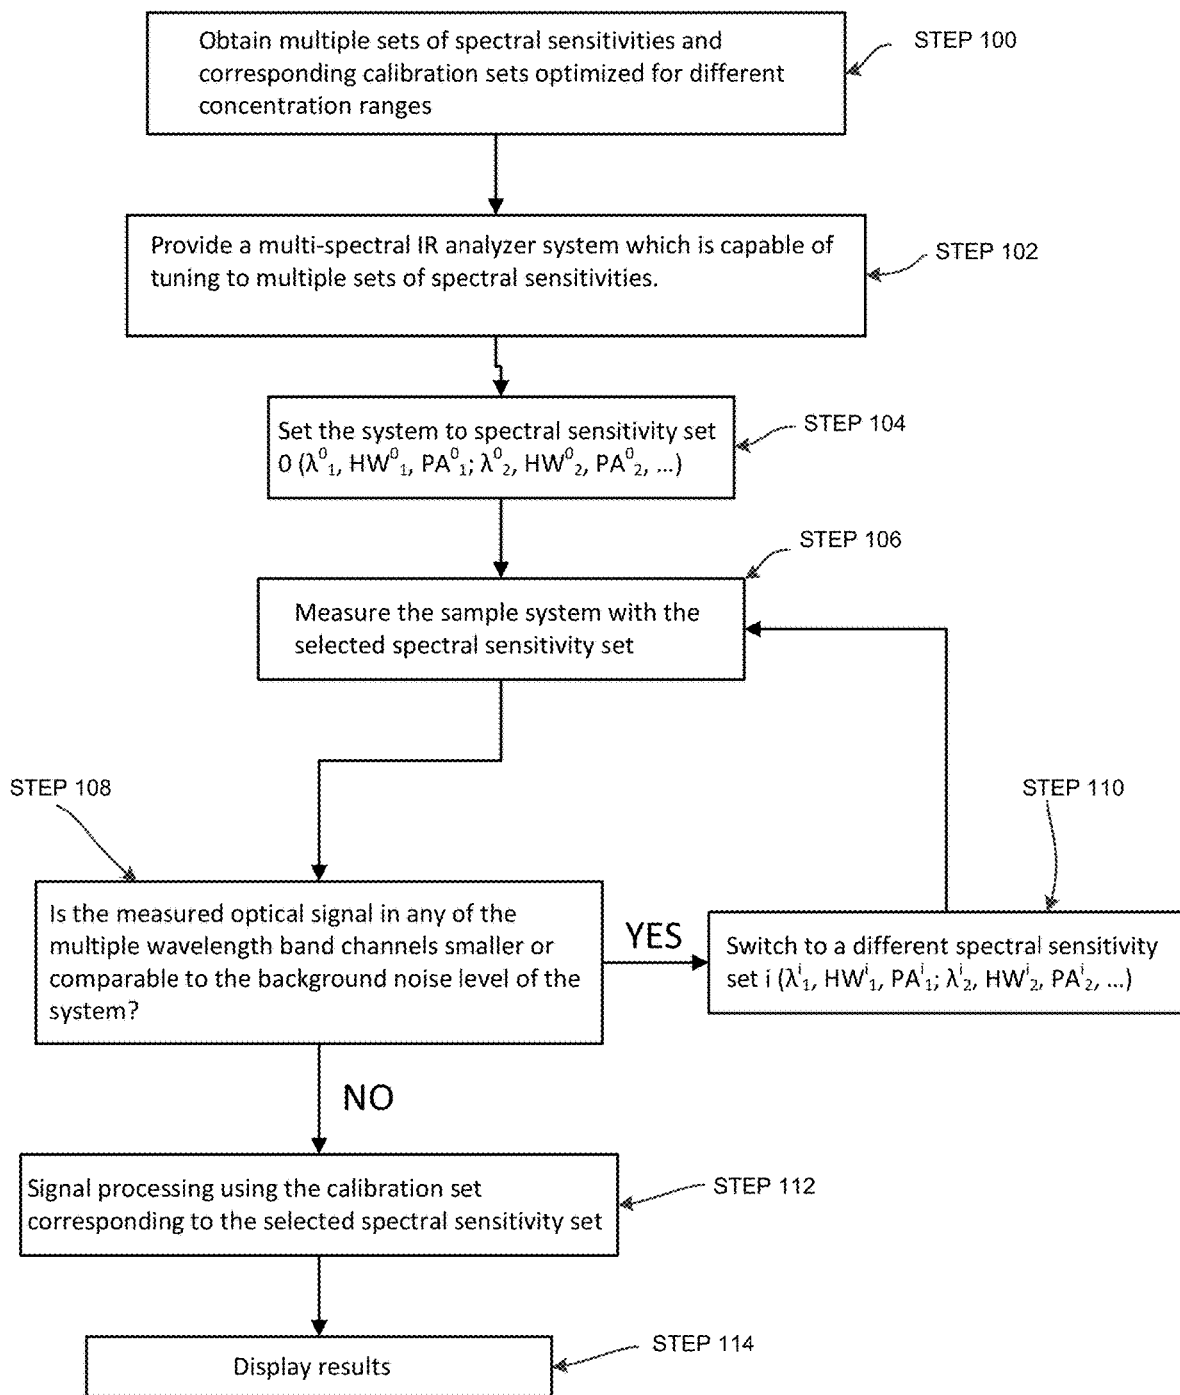 Obtain multiple sets of spectral sensitivities and
corresponding calibration sets optimized for different
concentration ranges
STEP 100
Provide a multi-spectral IR analyzer system which is capable of
tuning to multiple sets of spectral sensitivities.
STEP 102
Set the system to spectral sensitivity set
0 (λ⁰₁, HW⁰₁, PA⁰₁; λ⁰₂, HW⁰₂, PA⁰₂, ...)
STEP 104
STEP 106
Measure the sample system with the
selected spectral sensitivity set
STEP 108
STEP 110
Is the measured optical signal in any of the
multiple wavelength band channels smaller or
comparable to the background noise level of the
system?
YES
Switch to a different spectral sensitivity
set i (λⁱ₁, HWⁱ₁, PAⁱ₁; λⁱ₂, HWⁱ₂, PAⁱ₂, ...)
NO
Signal processing using the calibration set
corresponding to the selected spectral sensitivity set
STEP 112
Display results
STEP 114